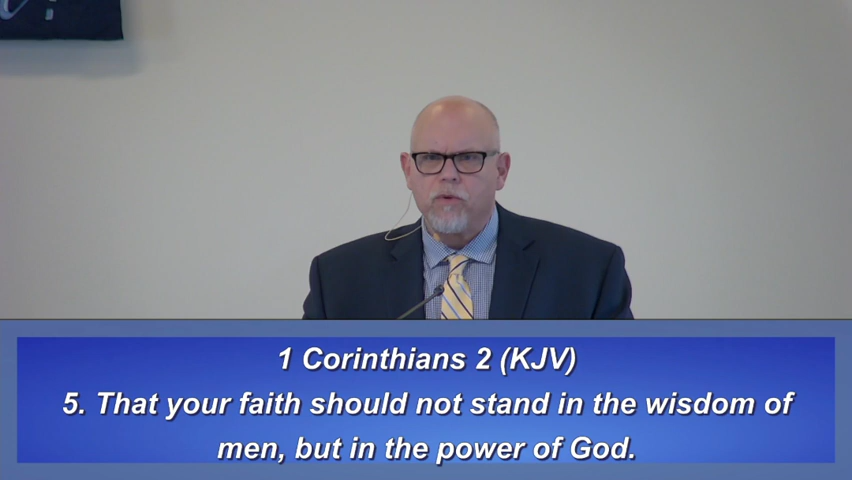 1 Corinthians 2 (KJV)
5. That your faith should not stand in the wisdom of
men, but in the power of God.